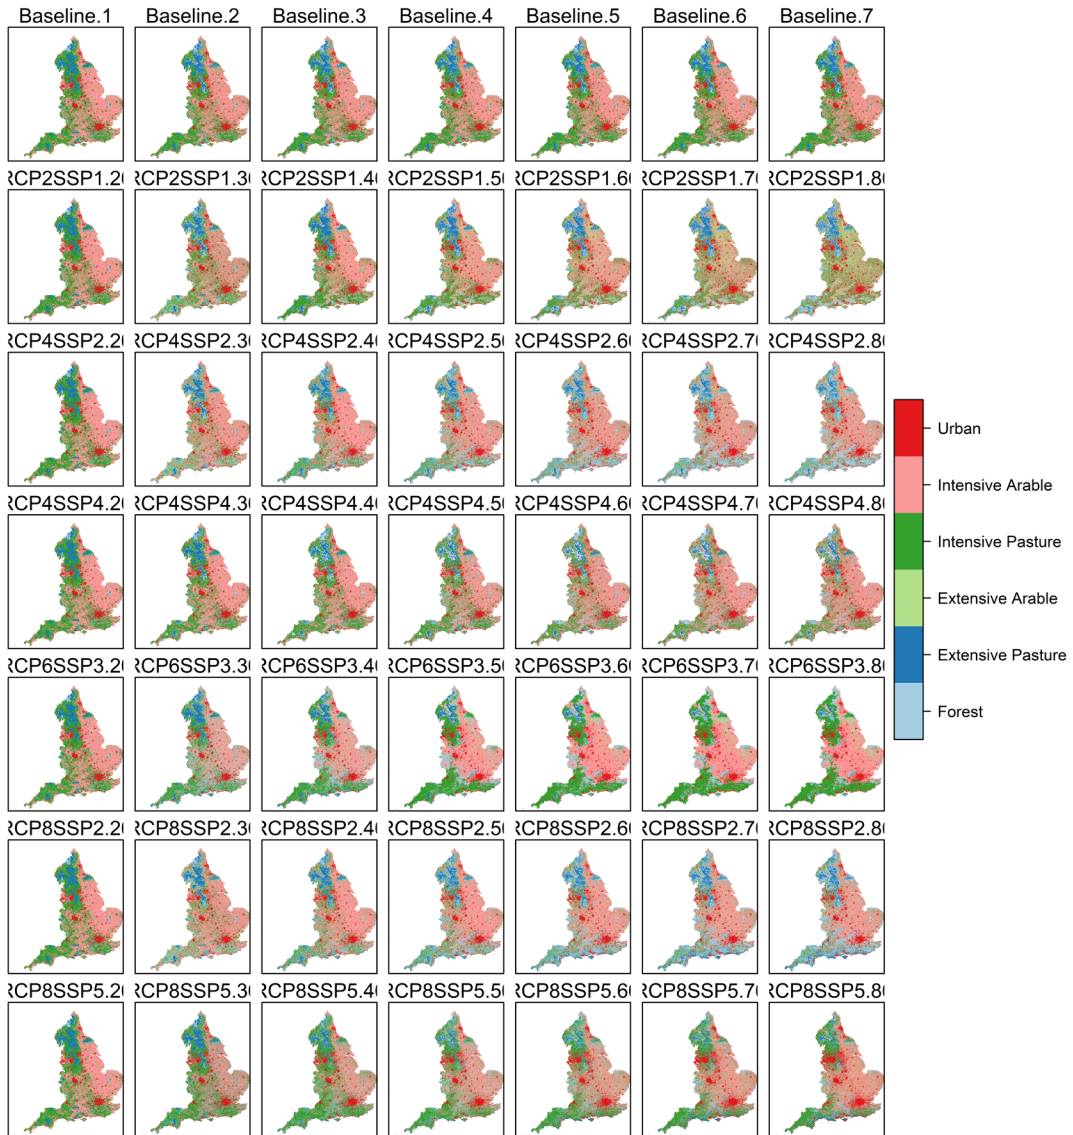 Baseline.1 Baseline.2 Baseline.3 Baseline.4 Baseline.5 Baseline.6 Baseline.7
RCP2SSP1.20 RCP2SSP1.30 RCP2SSP1.40 RCP2SSP1.50 RCP2SSP1.60 RCP2SSP1.70 RCP2SSP1.80
RCP4SSP2.20 RCP4SSP2.30 RCP4SSP2.40 RCP4SSP2.50 RCP4SSP2.60 RCP4SSP2.70 RCP4SSP2.80
RCP4SSP4.20 RCP4SSP4.30 RCP4SSP4.40 RCP4SSP4.50 RCP4SSP4.60 RCP4SSP4.70 RCP4SSP4.80
RCP6SSP3.20 RCP6SSP3.30 RCP6SSP3.40 RCP6SSP3.50 RCP6SSP3.60 RCP6SSP3.70 RCP6SSP3.80
RCP8SSP2.20 RCP8SSP2.30 RCP8SSP2.40 RCP8SSP2.50 RCP8SSP2.60 RCP8SSP2.70 RCP8SSP2.80
RCP8SSP5.20 RCP8SSP5.30 RCP8SSP5.40 RCP8SSP5.50 RCP8SSP5.60 RCP8SSP5.70 RCP8SSP5.80
Urban
Intensive Arable
Intensive Pasture
Extensive Arable
Extensive Pasture
Forest